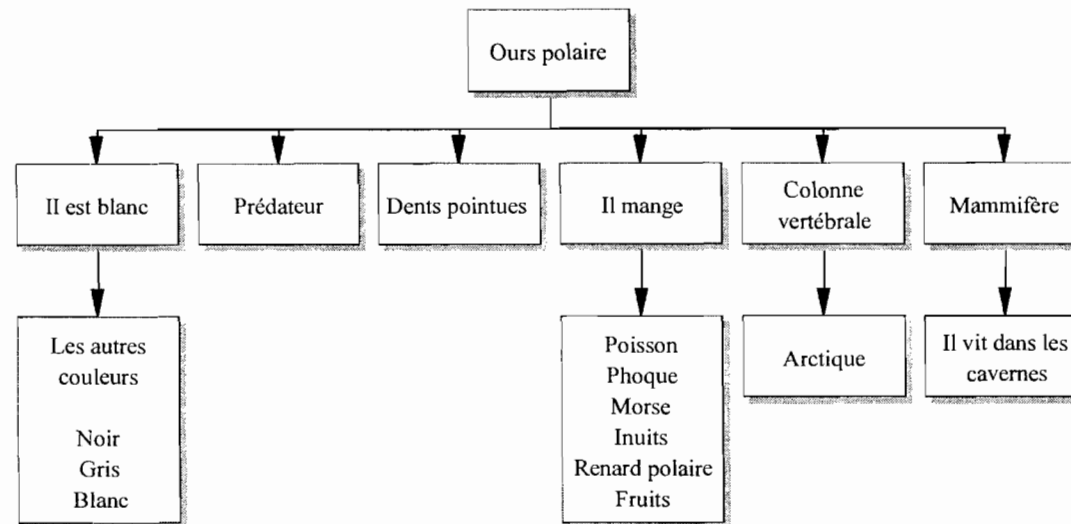 Ours polaire
Il est blanc
Prédateur
Dents pointues
Il mange
Colonne
vertébrale
Mammifère
Les autres
couleurs
Noir
Gris
Blanc
Poisson
Phoque
Morse
Inuits
Renard polaire
Fruits
Arctique
Il vit dans les
cavernes